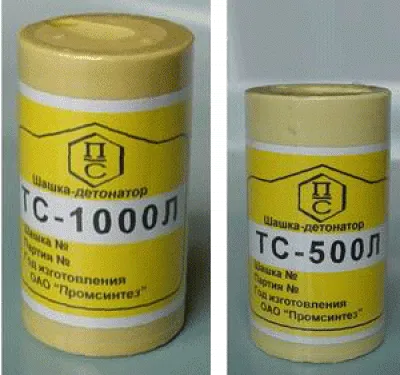 ПС
Шашка-детонатор
ТС-1000Л
Шашка №
Партия №
Год изготовления
ОАО "Промсинтез"
ПС
Шашка-детонатор
ТС-500Л
Шашка №
Партия №
Год изготовления
ОАО "Промсинтез"